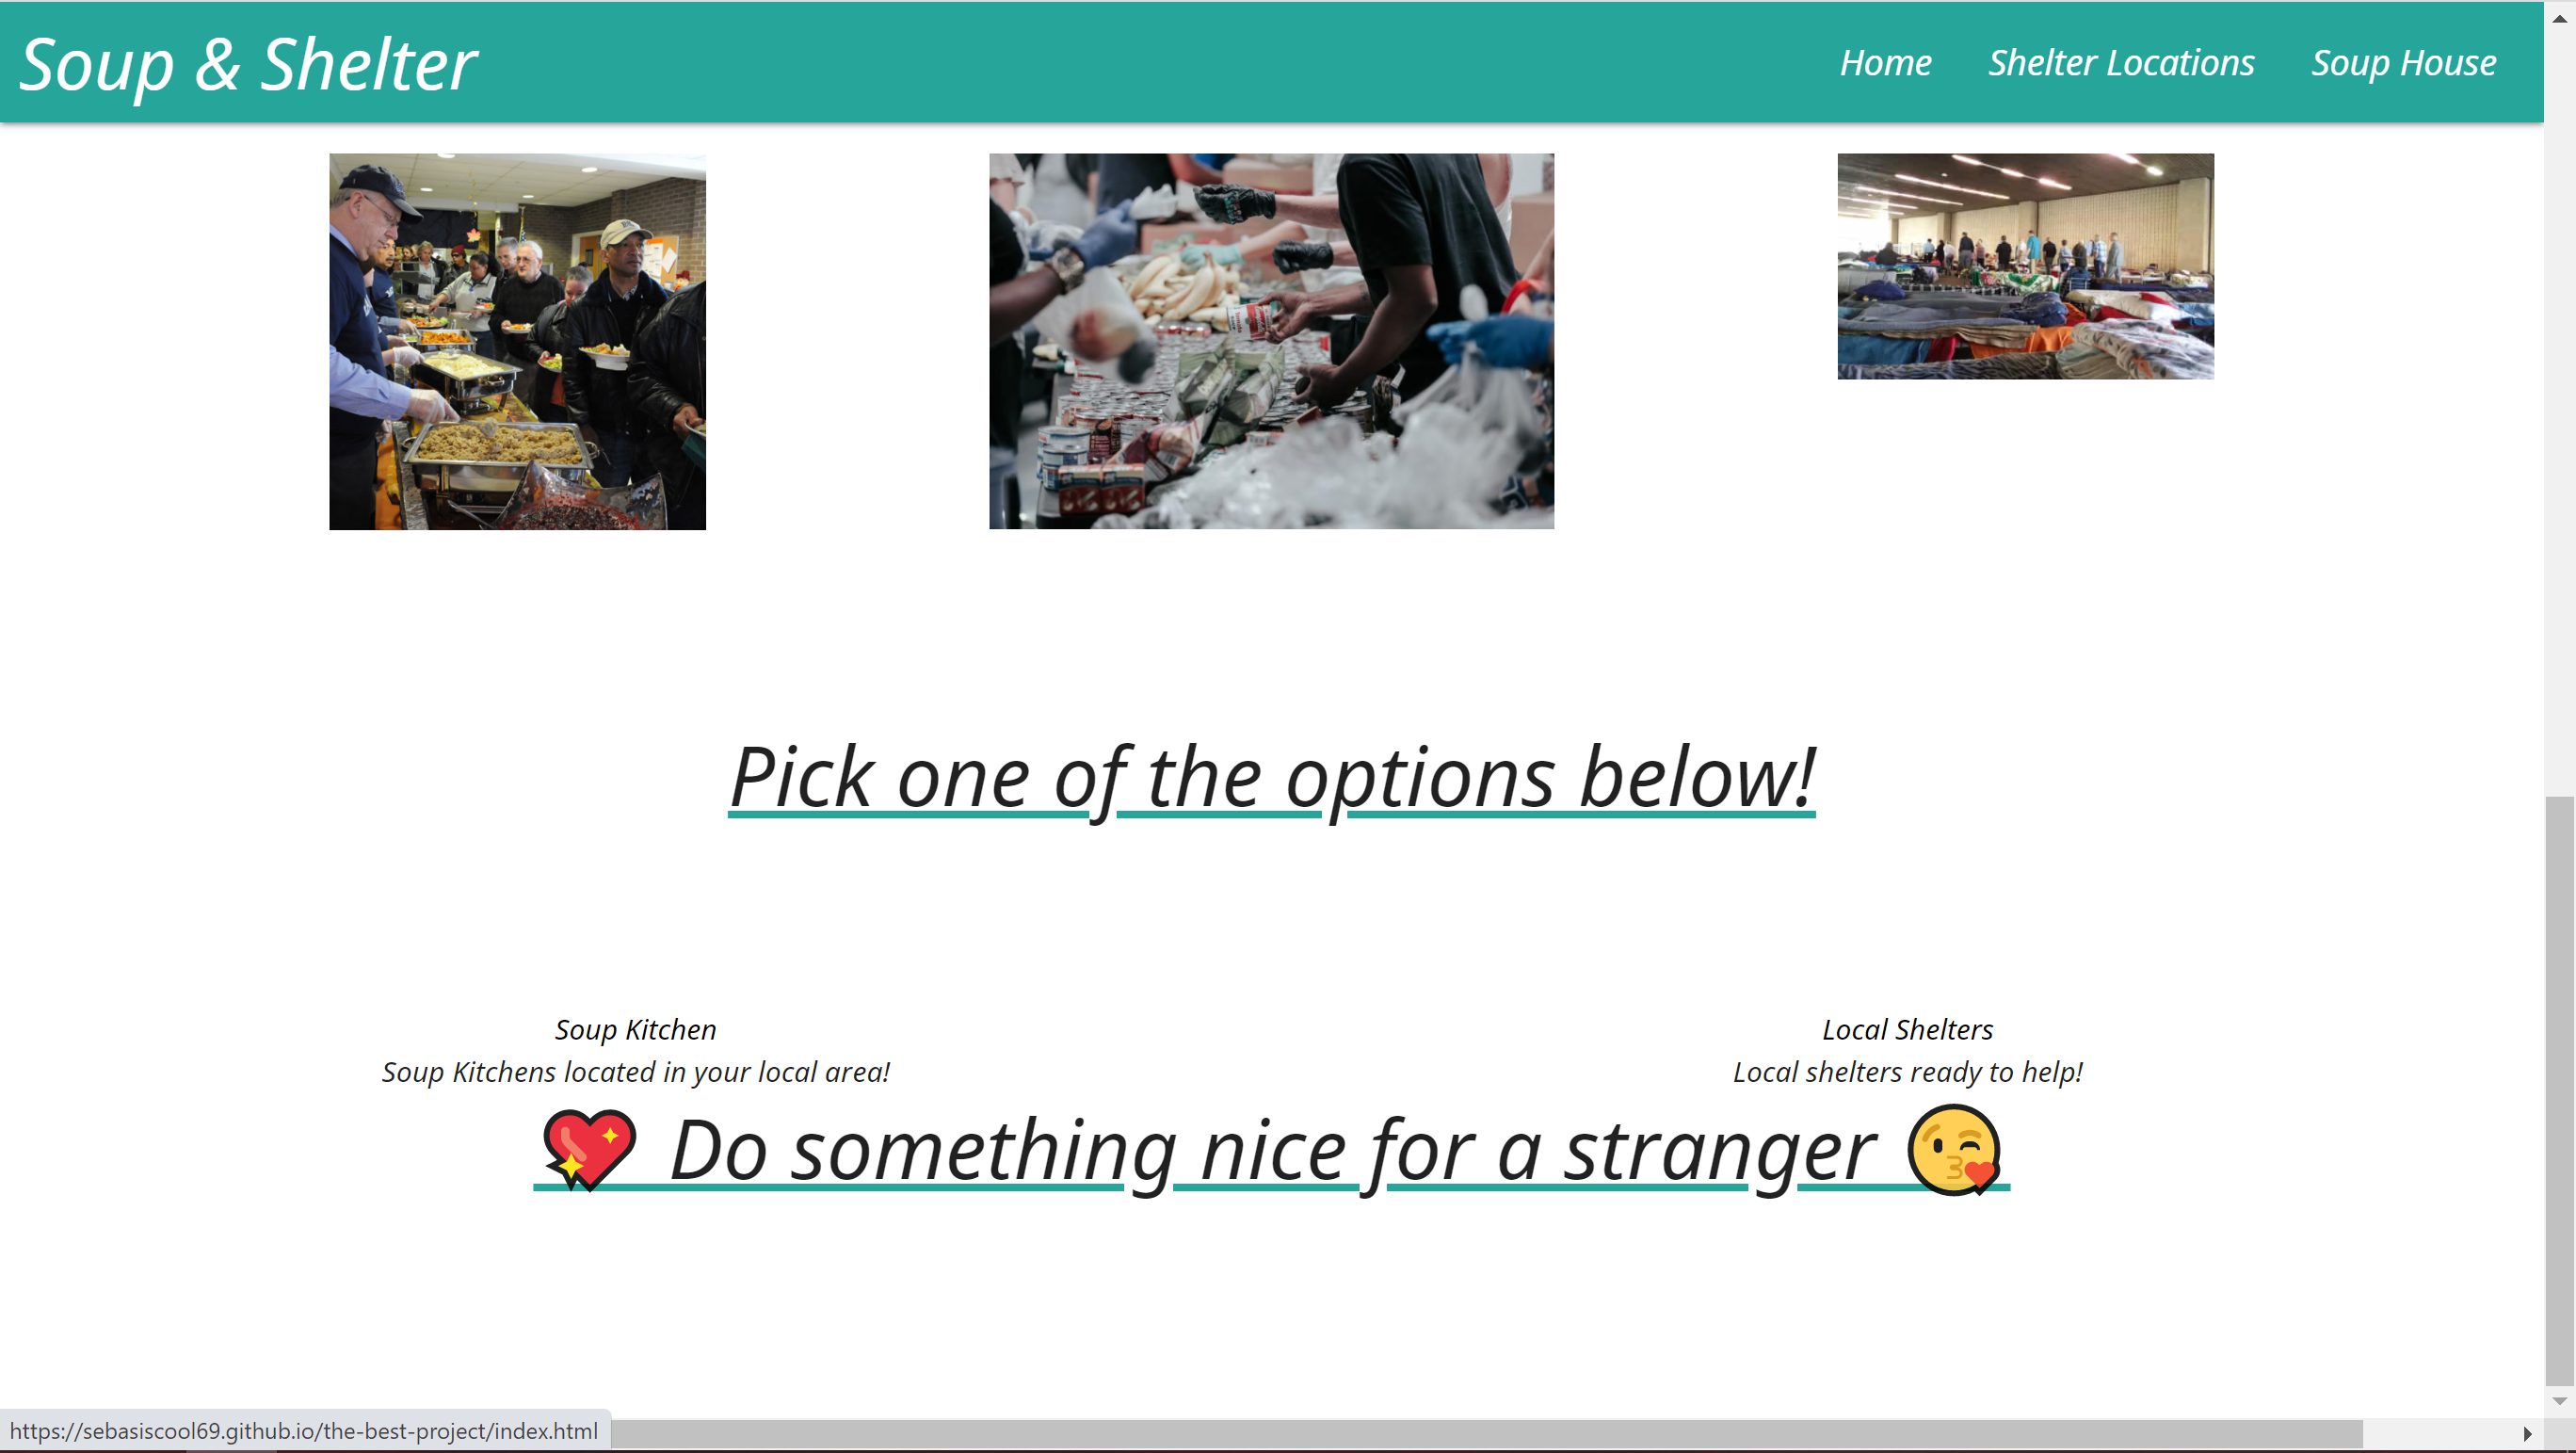 Soup & Shelter
Home Shelter Locations Soup House
Pick one of the options below!
Soup Kitchen
Soup Kitchens located in your local area!
Local Shelters
Local shelters ready to help!
💖 Do something nice for a stranger 😘
https://sebasiscool69.github.io/the-best-project/index.html